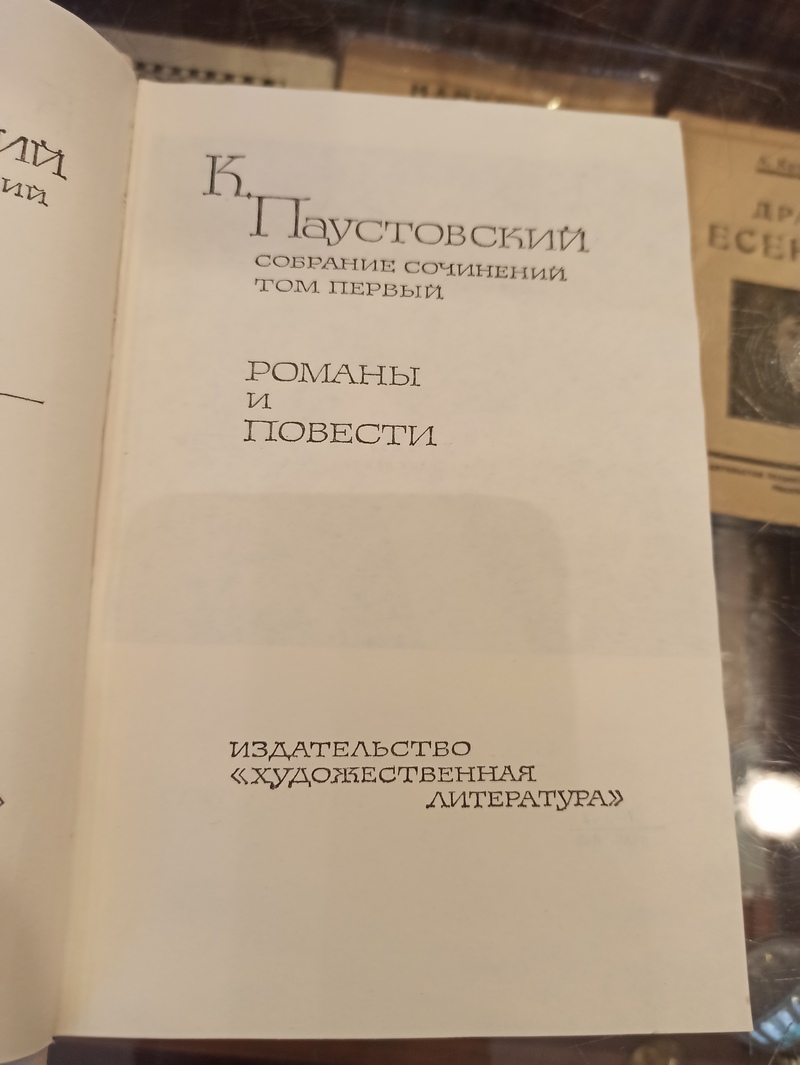 К. Паустовский
СОБРАНИЕ СОЧИНЕНИЙ
ТОМ ПЕРВЫЙ
РОМАНЫ
И
ПОВЕСТИ
ИЗДАТЕЛЬСТВО
«ХУДОЖЕСТВЕННАЯ
ЛИТЕРАТУРА»